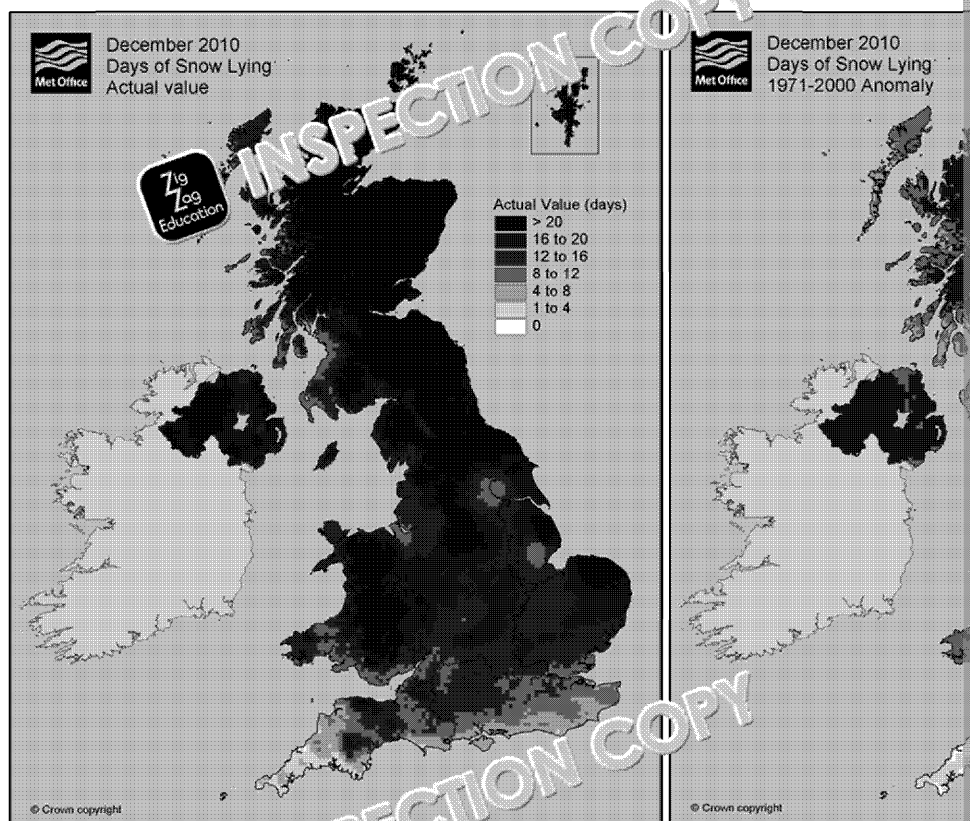 Met Office
December 2010
Days of Snow Lying
Actual value
INSPECTION COPY
Zig
Zag
Education
Actual Value (days)
> 20
16 to 20
12 to 16
8 to 12
4 to 8
1 to 4
0
© Crown copyright
INSPECTION COPY
Met Office
December 2010
Days of Snow Lying
1971-2000 Anomaly
© Crown copyright